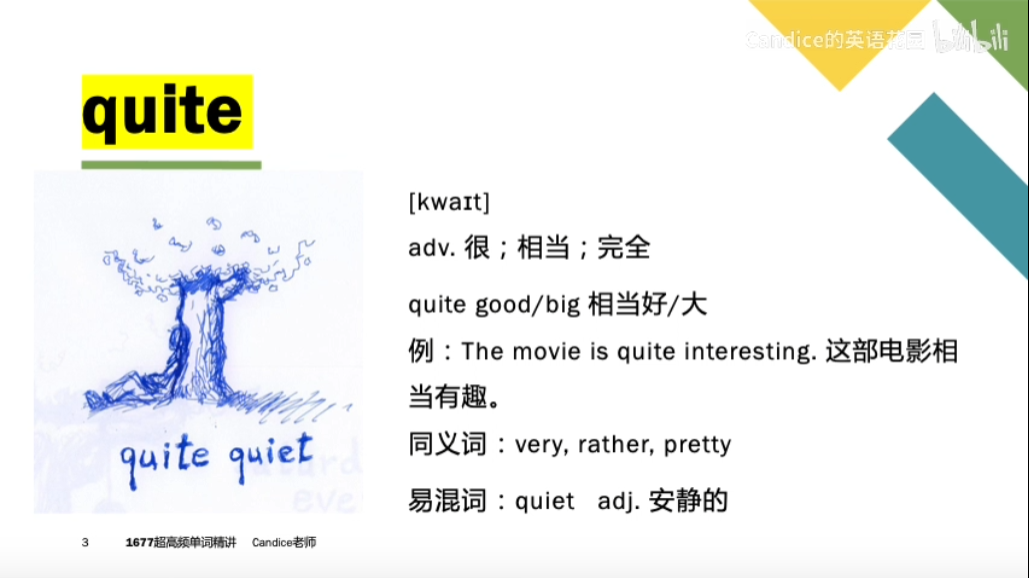 Candice的英语花园 bilibili
quite
[kwaɪt]
adv. 很；相当；完全
quite good/big 相当好/大
例：The movie is quite interesting. 这部电影相
当有趣。
同义词：very, rather, pretty
易混词：quiet adj. 安静的
quite quiet
3 1677超高频单词精讲 Candice老师